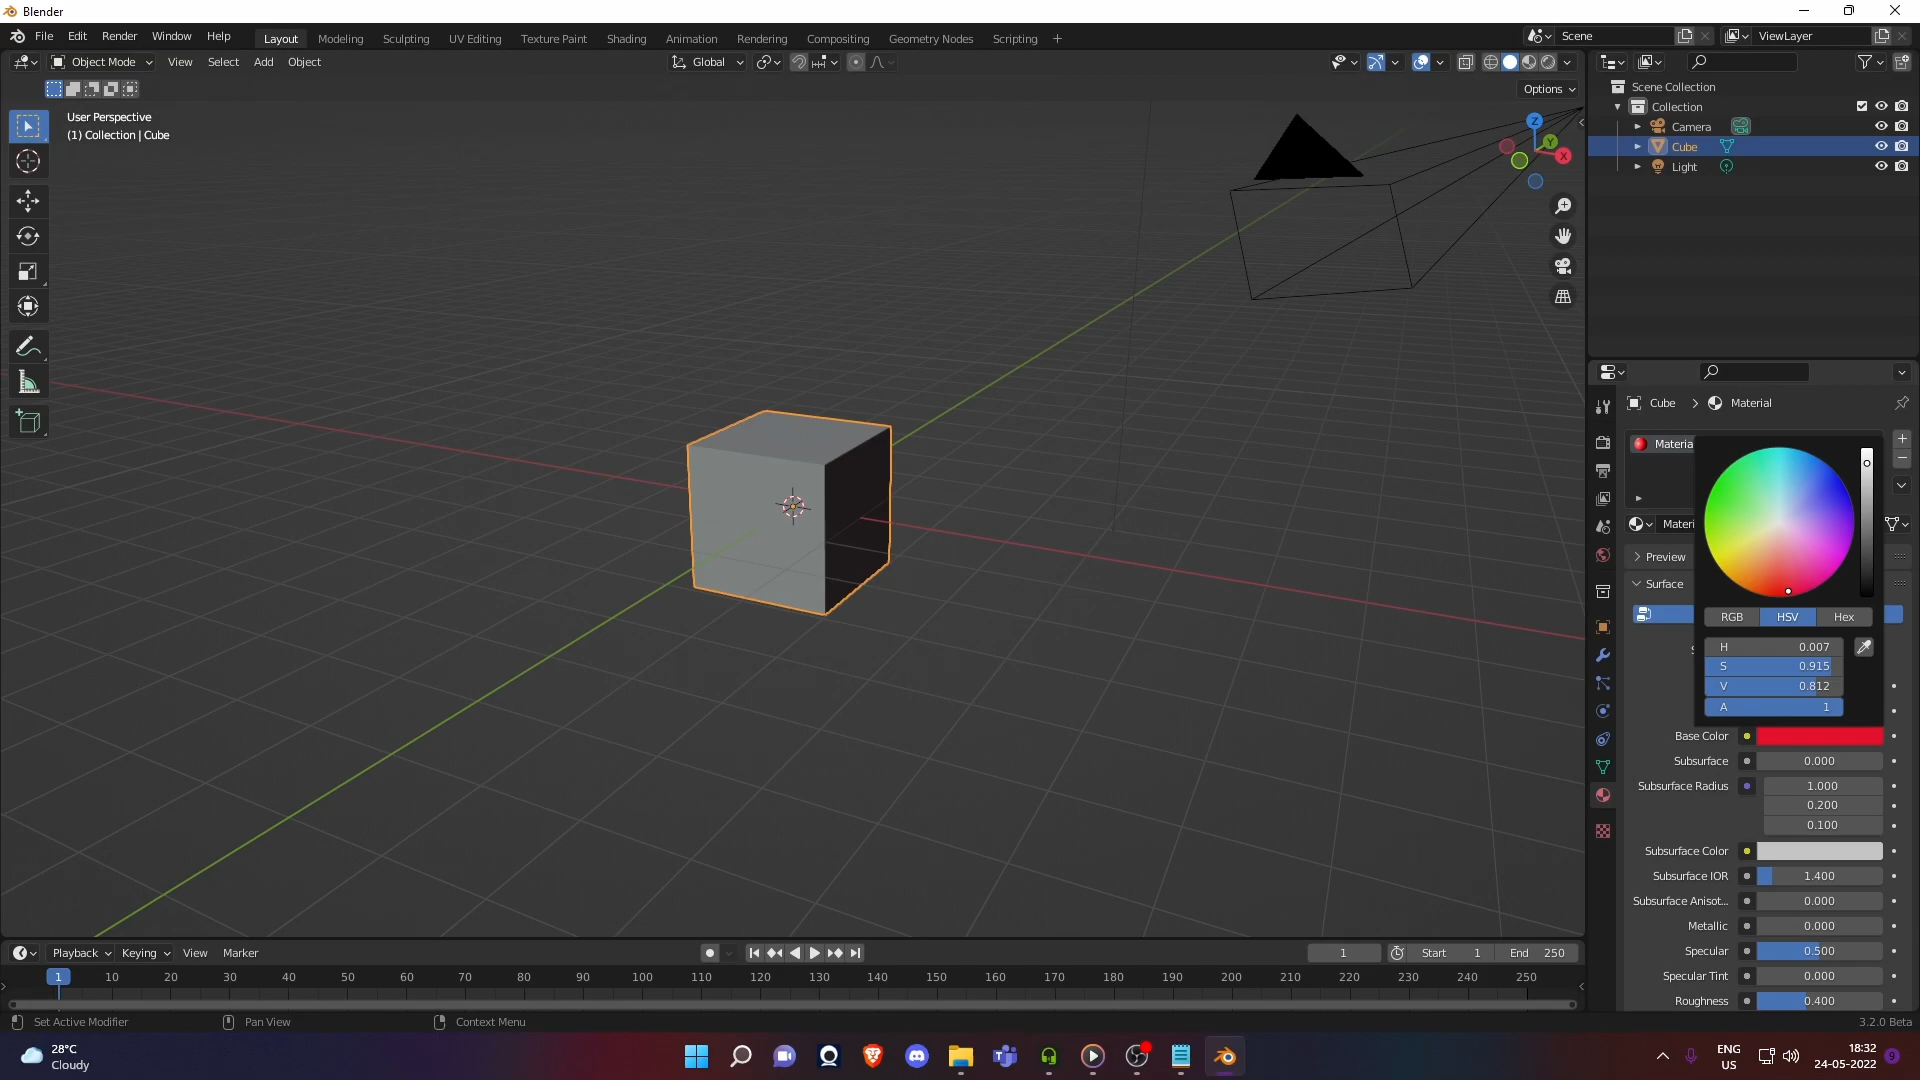 Blender
File Edit Render Window Help
Layout Modeling Sculpting UV Editing Texture Paint Shading Animation Rendering Compositing Geometry Nodes Scripting +
Scene
ViewLayer
Object Mode View Select Add Object
Global
Options
User Perspective
(1) Collection | Cube
Z
Y
X
Scene Collection
Collection
Camera
Cube
Light
Cube > Material
Materia
Materi
Preview
Surface
RGB HSV Hex
H 0.007
S 0.915
V 0.812
A 1
Base Color
Subsurface 0.000
Subsurface Radius 1.000
0.200
0.100
Subsurface Color
Subsurface IOR 1.400
Subsurface Anisot... 0.000
Metallic 0.000
Specular 0.500
Specular Tint 0.000
Roughness 0.400
Playback Keying View Marker
1
Start 1
End 250
1 10 20 30 40 50 60 70 80 90 100 110 120 130 140 150 160 170 180 190 200 210 220 230 240 250
Set Active Modifier
Pan View
Context Menu
3.2.0 Beta
28°C
Cloudy
ENG
US
18:32
24-05-2022
9